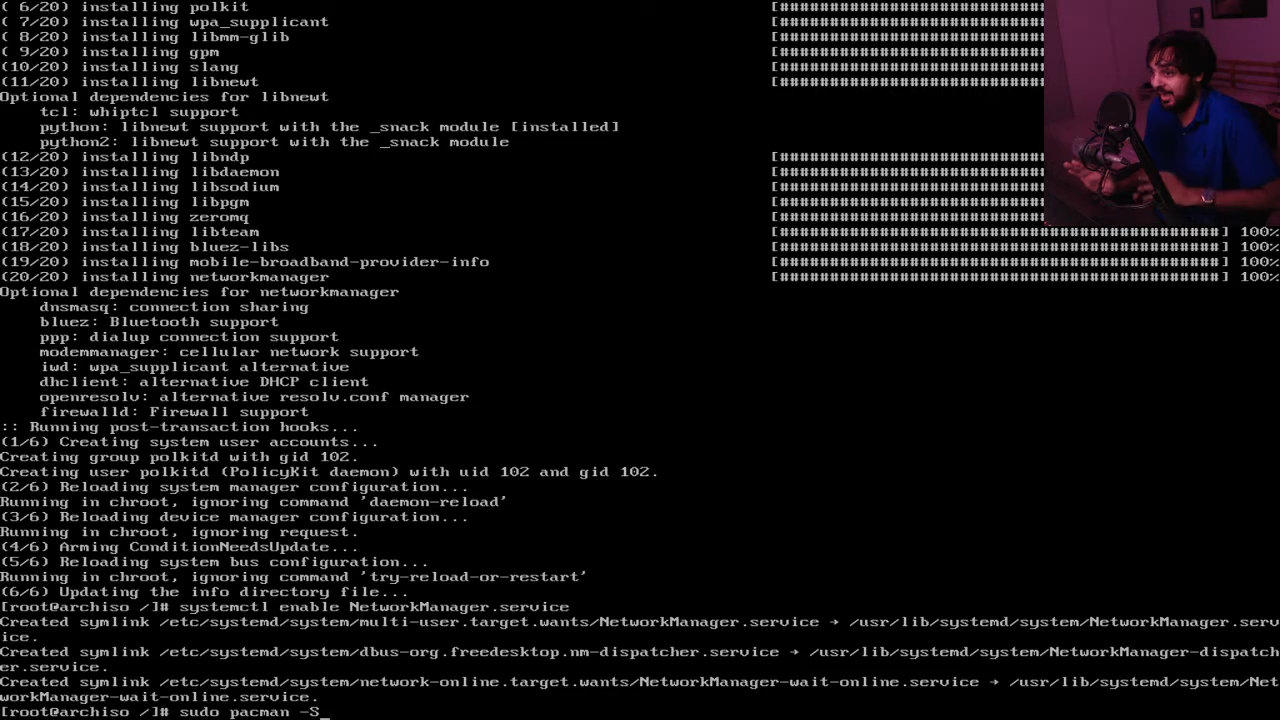 ( 6/20) installing polkit [###################################
( 7/20) installing wpa_supplicant [###################################
( 8/20) installing libmm-glib [###################################
( 9/20) installing gpm [###################################
(10/20) installing slang [###################################
(11/20) installing libnewt [###################################
Optional dependencies for libnewt
tcl: whiptcl support
python: libnewt support with the _snack module [installed]
python2: libnewt support with the _snack module
(12/20) installing libndp [###################################
(13/20) installing libdaemon [###################################
(14/20) installing libsodium [###################################
(15/20) installing libpgm [###################################
(16/20) installing zeromq [###################################
(17/20) installing libteam [############################################] 100%
(18/20) installing bluez-libs [############################################] 100%
(19/20) installing mobile-broadband-provider-info [############################################] 100%
(20/20) installing networkmanager [############################################] 100%
Optional dependencies for networkmanager
dnsmasq: connection sharing
bluez: Bluetooth support
ppp: dialup connection support
modemmanager: cellular network support
iwd: wpa_supplicant alternative
dhclient: alternative DHCP client
openresolv: alternative resolv.conf manager
firewalld: Firewall support
:: Running post-transaction hooks...
(1/6) Creating system user accounts...
Creating group polkitd with gid 102.
Creating user polkitd (PolicyKit daemon) with uid 102 and gid 102.
(2/6) Reloading system manager configuration...
Running in chroot, ignoring command 'daemon-reload'
(3/6) Reloading device manager configuration...
Running in chroot, ignoring request.
(4/6) Arming ConditionNeedsUpdate...
(5/6) Reloading system bus configuration...
Running in chroot, ignoring command 'try-reload-or-restart'
(6/6) Updating the info directory file...
[root@archiso /]# systemctl enable NetworkManager.service
Created symlink /etc/systemd/system/multi-user.target.wants/NetworkManager.service → /usr/lib/systemd/system/NetworkManager.serv
ice.
Created symlink /etc/systemd/system/dbus-org.freedesktop.nm-dispatcher.service → /usr/lib/systemd/system/NetworkManager-dispatch
er.service.
Created symlink /etc/systemd/system/network-online.target.wants/NetworkManager-wait-online.service → /usr/lib/systemd/system/Net
workManager-wait-online.service.
[root@archiso /]# sudo pacman -S_